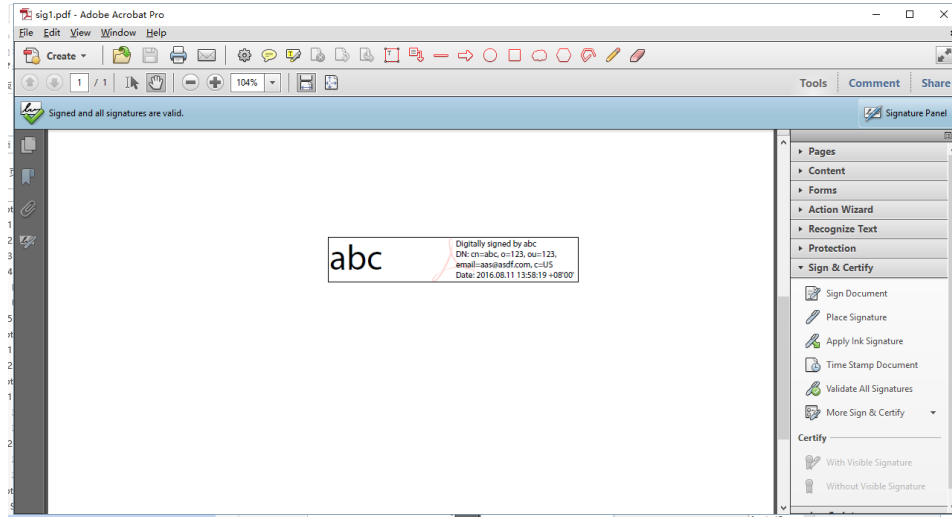 sig1.pdf - Adobe Acrobat Pro
File Edit View Window Help
Create
1 / 1 104% Tools Comment Share
Signed and all signatures are valid. Signature Panel
Pages
Content
Forms
Action Wizard
Recognize Text
Protection
Sign & Certify
Sign Document
Place Signature
Apply Ink Signature
Time Stamp Document
Validate All Signatures
More Sign & Certify
Certify
With Visible Signature
Without Visible Signature
abc
Digitally signed by abc
DN: cn=abc, o=123, ou=123,
email=aas@asdf.com, c=US
Date: 2016.08.11 13:58:19 +08'00'